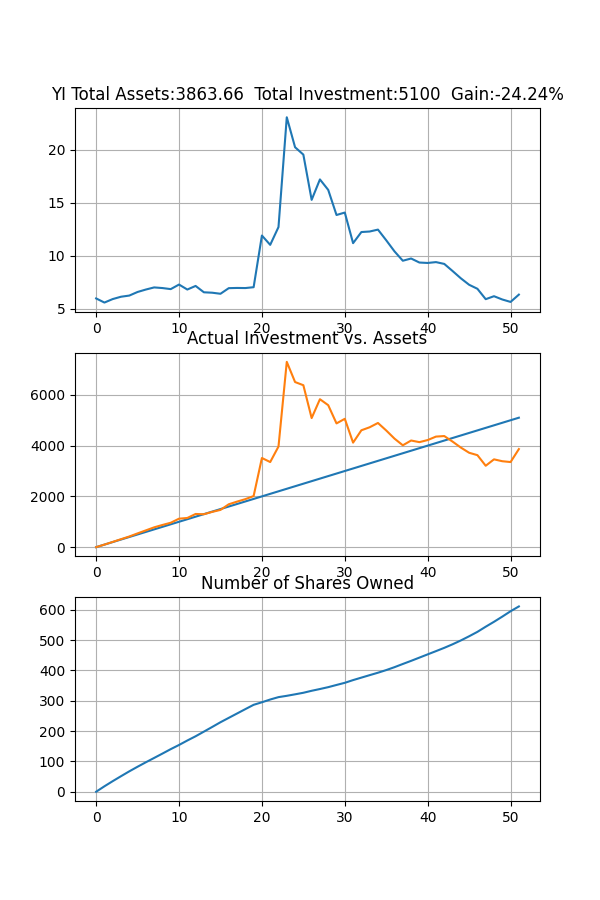 YI Total Assets:3863.66  Total Investment:5100  Gain:-24.24%
20
15
10
5
0 10 20 30 40 50
Actual Investment vs. Assets
6000
4000
2000
0
0 10 20 30 40 50
Number of Shares Owned
600
500
400
300
200
100
0
0 10 20 30 40 50